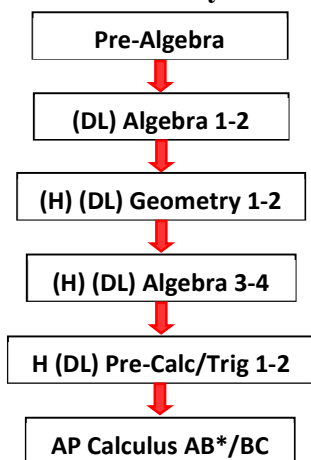 Pre-Algebra
(DL) Algebra 1-2
(H) (DL) Geometry 1-2
(H) (DL) Algebra 3-4
H (DL) Pre-Calc/Trig 1-2
AP Calculus AB*/BC